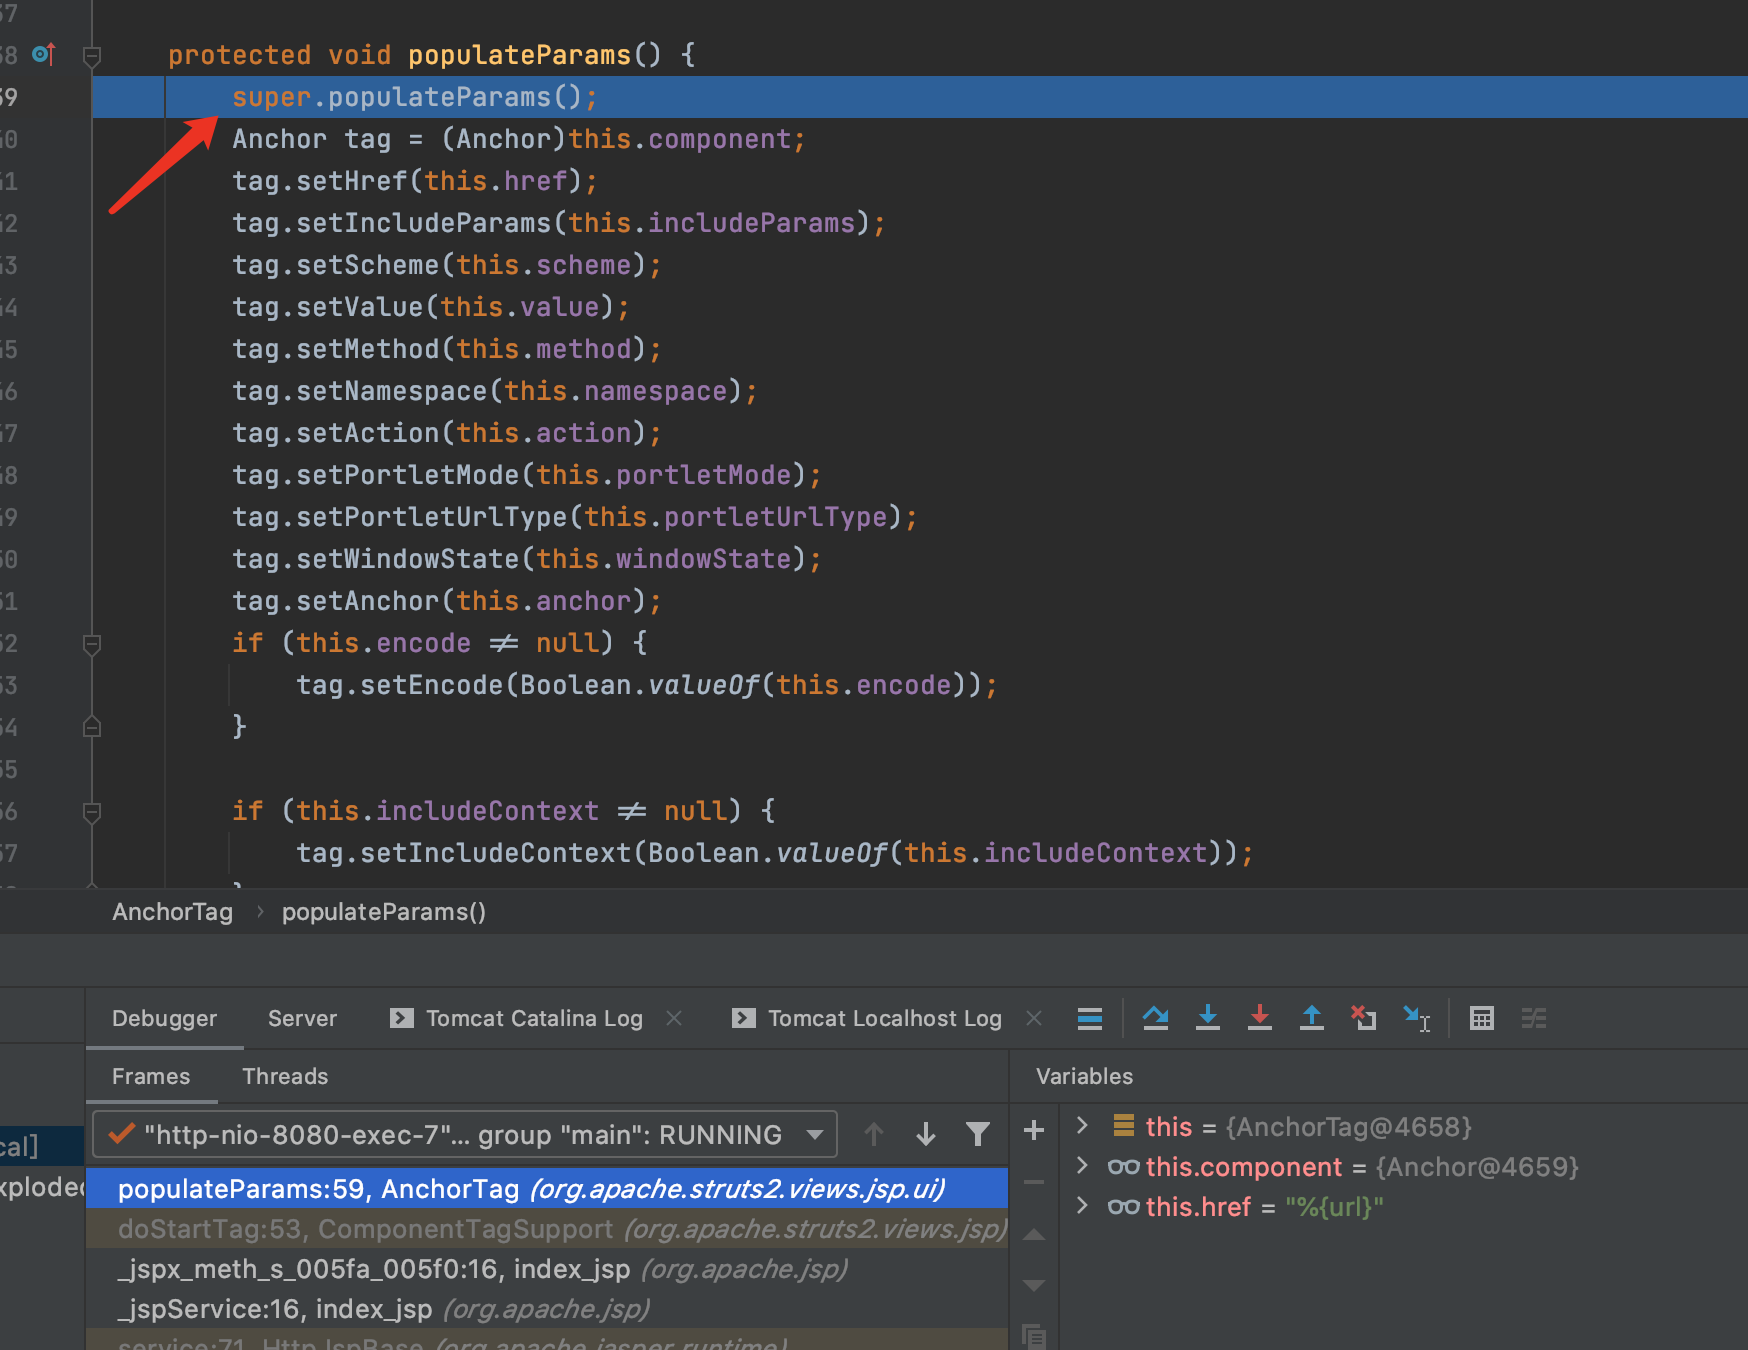 57
58 protected void populateParams() {
59 super.populateParams();
60 Anchor tag = (Anchor)this.component;
61 tag.setHref(this.href);
62 tag.setIncludeParams(this.includeParams);
63 tag.setScheme(this.scheme);
64 tag.setValue(this.value);
65 tag.setMethod(this.method);
66 tag.setNamespace(this.namespace);
67 tag.setAction(this.action);
68 tag.setPortletMode(this.portletMode);
69 tag.setPortletUrlType(this.portletUrlType);
70 tag.setWindowState(this.windowState);
71 tag.setAnchor(this.anchor);
72 if (this.encode ≠ null) {
73 tag.setEncode(Boolean.valueOf(this.encode));
74 }
75
76 if (this.includeContext ≠ null) {
77 tag.setIncludeContext(Boolean.valueOf(this.includeContext));
}
AnchorTag › populateParams()
Debugger Server Tomcat Catalina Log Tomcat Localhost Log
Frames Threads Variables
"http-nio-8080-exec-7"... group "main": RUNNING
cal]
xploded
populateParams:59, AnchorTag (org.apache.struts2.views.jsp.ui)
doStartTag:53, ComponentTagSupport (org.apache.struts2.views.jsp)
_jspx_meth_s_005fa_005f0:16, index_jsp (org.apache.jsp)
_jspService:16, index_jsp (org.apache.jsp)
service:71, HttpJspBase (org.apache.jasper.runtime)
this = {AnchorTag@4658}
this.component = {Anchor@4659}
this.href = "%{url}"